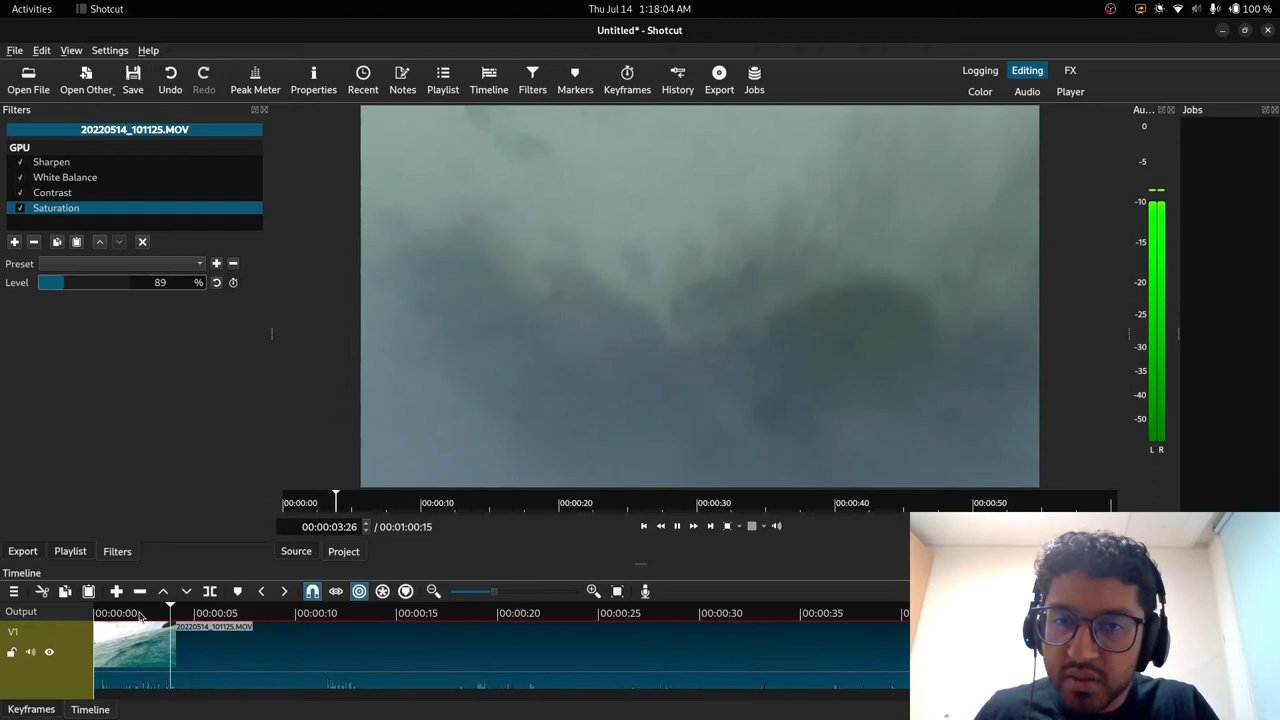 Activities Shotcut Thu Jul 14 1:18:04 AM 100 %
Untitled* - Shotcut
File Edit View Settings Help
Open File Open Other Save Undo Redo Peak Meter Properties Recent Notes Playlist Timeline Filters Markers Keyframes History Export Jobs
Logging Editing FX
Color Audio Player
Filters
Au...
Jobs
20220514_101125.MOV
GPU
Sharpen
White Balance
Contrast
Saturation
Preset
Level 89 %
0
-5
-10
-15
-20
-25
-30
-35
-40
-50
L R
00:00:00 00:00:10 00:00:20 00:00:30 00:00:40 00:00:50
00:00:03:26 / 00:01:00:15
Export Playlist Filters Source Project
Timeline
Output 00:00:00 00:00:05 00:00:10 00:00:15 00:00:20 00:00:25 00:00:30 00:00:35
V1 20220514_101125.MOV
Keyframes Timeline